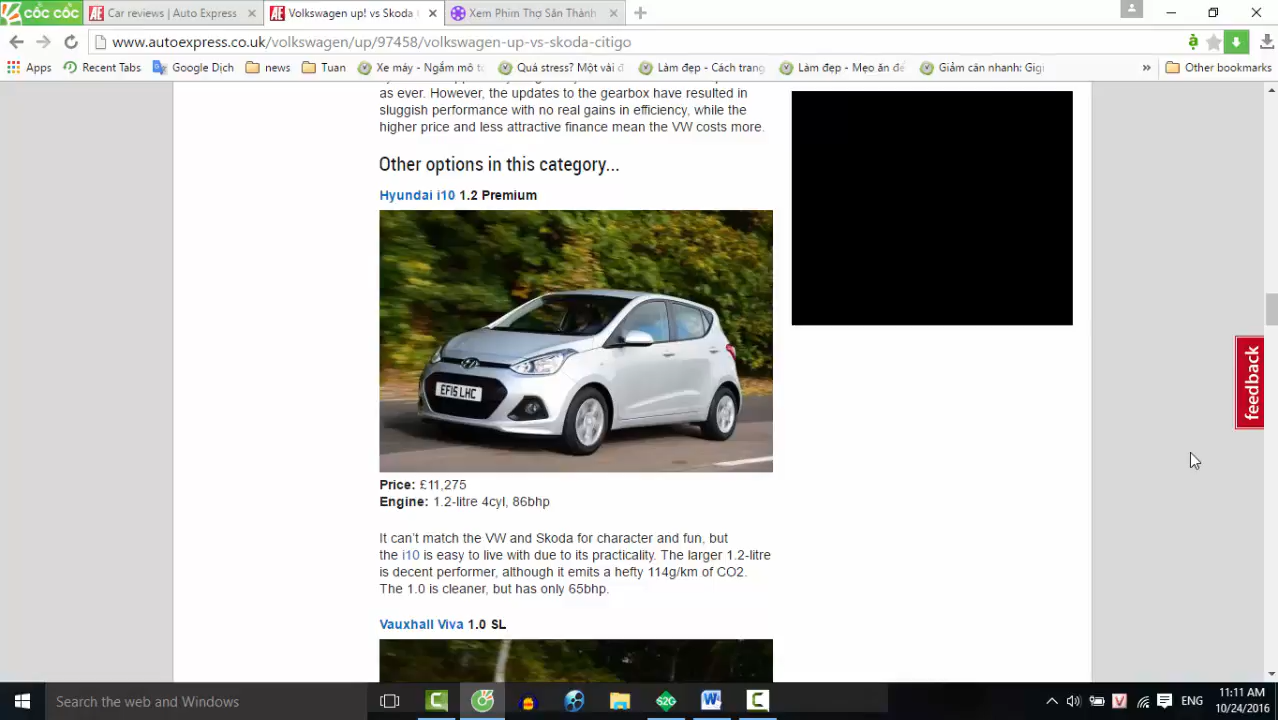 cốc cốc
Car reviews | Auto Express
Volkswagen up! vs Skoda
Xem Phim Thợ Săn Thành
www.autoexpress.co.uk/volkswagen/up/97458/volkswagen-up-vs-skoda-citigo
Apps Recent Tabs Google Dịch news Tuan Xe máy - Ngắm mô t Quá stress? Một vài đ Làm đẹp - Cách trang Làm đẹp - Mẹo ăn để Giảm cân nhanh: Gigi » Other bookmarks
as ever. However, the updates to the gearbox have resulted in
sluggish performance with no real gains in efficiency, while the
higher price and less attractive finance mean the VW costs more.
Other options in this category...
Hyundai i10 1.2 Premium
EF15 LHC
Price: £11,275
Engine: 1.2-litre 4cyl, 86bhp
It can't match the VW and Skoda for character and fun, but
the i10 is easy to live with due to its practicality. The larger 1.2-litre
is decent performer, although it emits a hefty 114g/km of CO2.
The 1.0 is cleaner, but has only 65bhp.
Vauxhall Viva 1.0 SL
feedback
Search the web and Windows
S2G
ENG
11:11 AM
10/24/2016